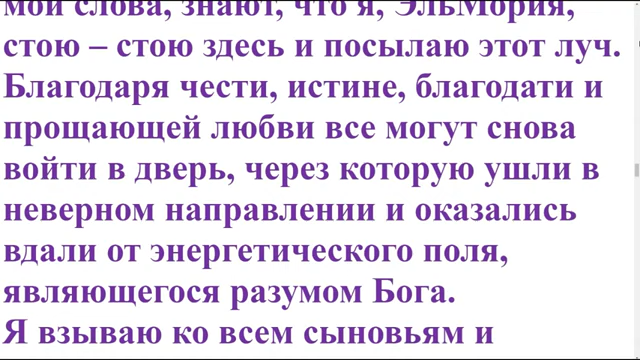 мои слова, знают, что я, ЭльМория,
стою – стою здесь и посылаю этот луч.
Благодаря чести, истине, благодати и
прощающей любви все могут снова
войти в дверь, через которую ушли в
неверном направлении и оказались
вдали от энергетического поля,
являющегося разумом Бога.
Я взываю ко всем сыновьям и